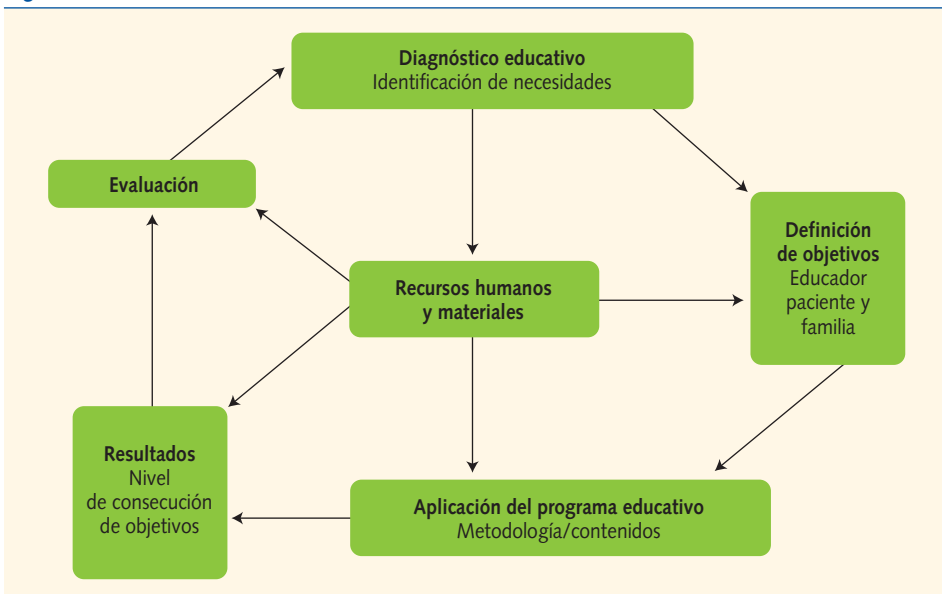 Diagnóstico educativo
Identificación de necesidades
Evaluación
Definición
de objetivos
Educador
paciente y
familia
Recursos humanos
y materiales
Resultados
Nivel
de consecución
de objetivos
Aplicación del programa educativo
Metodología/contenidos